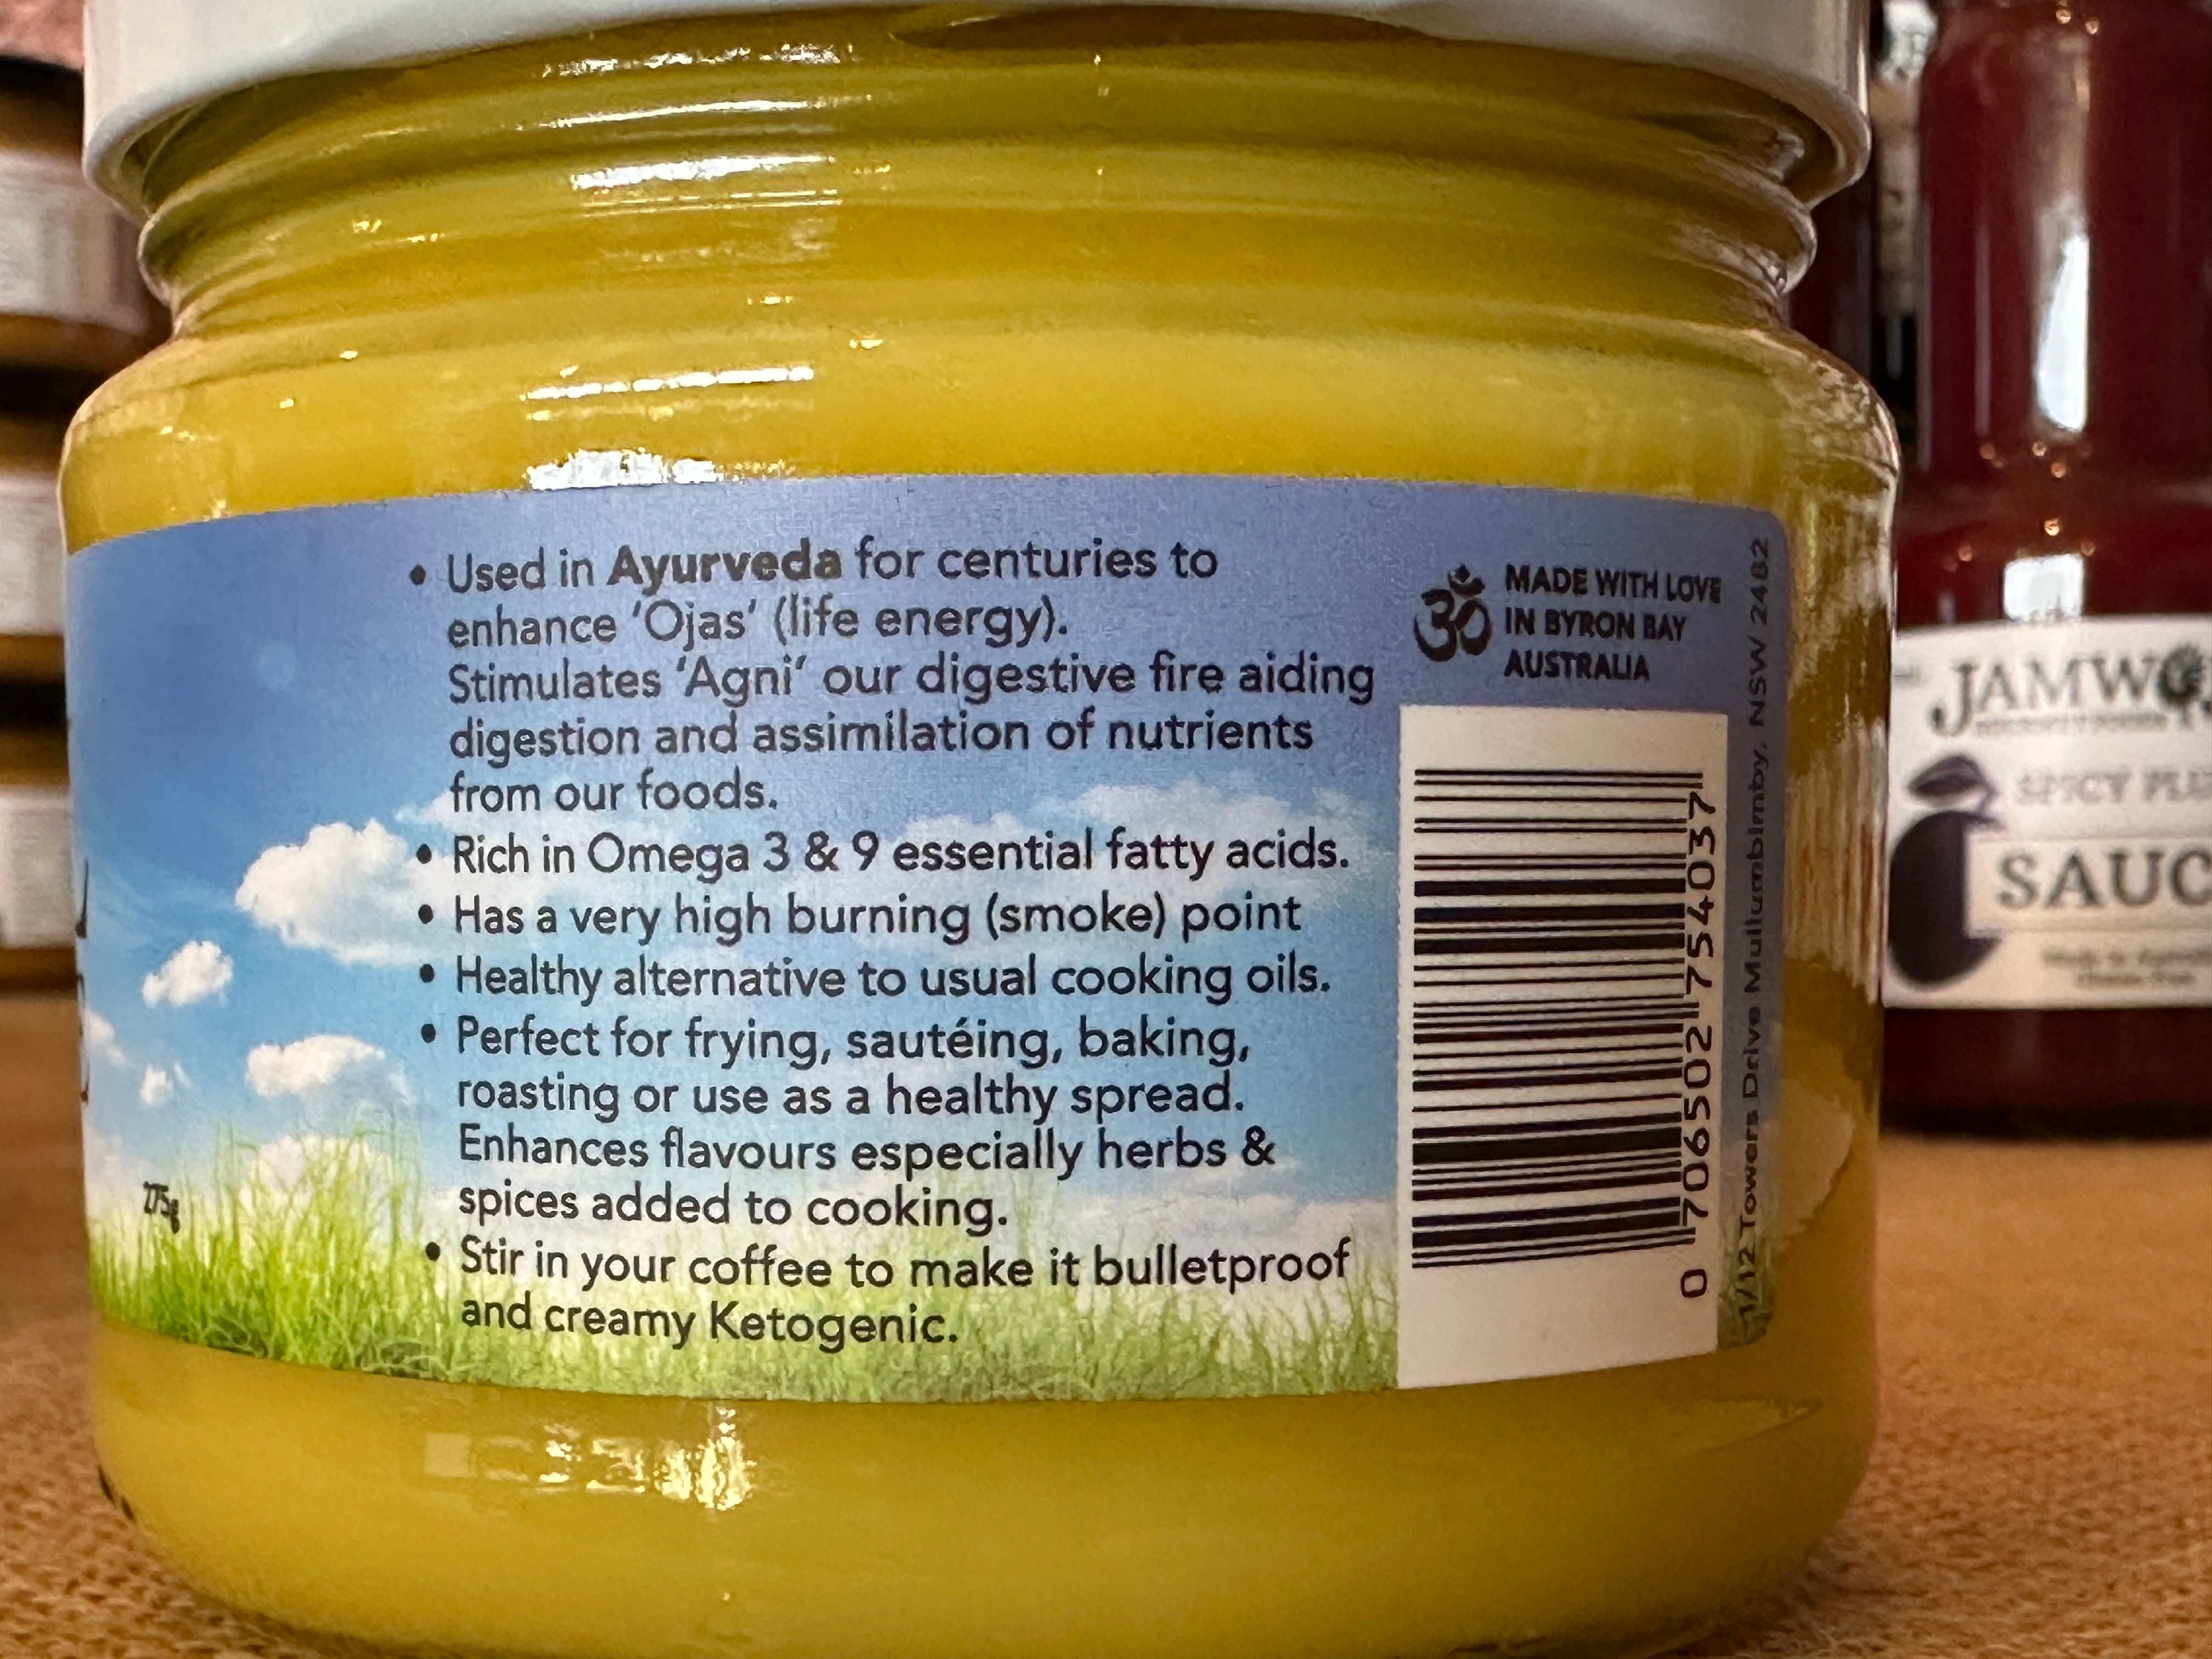 • Used in Ayurveda for centuries to
enhance 'Ojas' (life energy).
Stimulates 'Agni' our digestive fire aiding
digestion and assimilation of nutrients
from our foods.
• Rich in Omega 3 & 9 essential fatty acids.
• Has a very high burning (smoke) point
• Healthy alternative to usual cooking oils.
• Perfect for frying, sautéing, baking,
roasting or use as a healthy spread.
Enhances flavours especially herbs &
spices added to cooking.
• Stir in your coffee to make it bulletproof
and creamy Ketogenic.
275g
ॐ
MADE WITH LOVE
IN BYRON BAY
AUSTRALIA
0 706502 754037
1/12 Towers Drive Mullumbimby, NSW 2482
SPICY